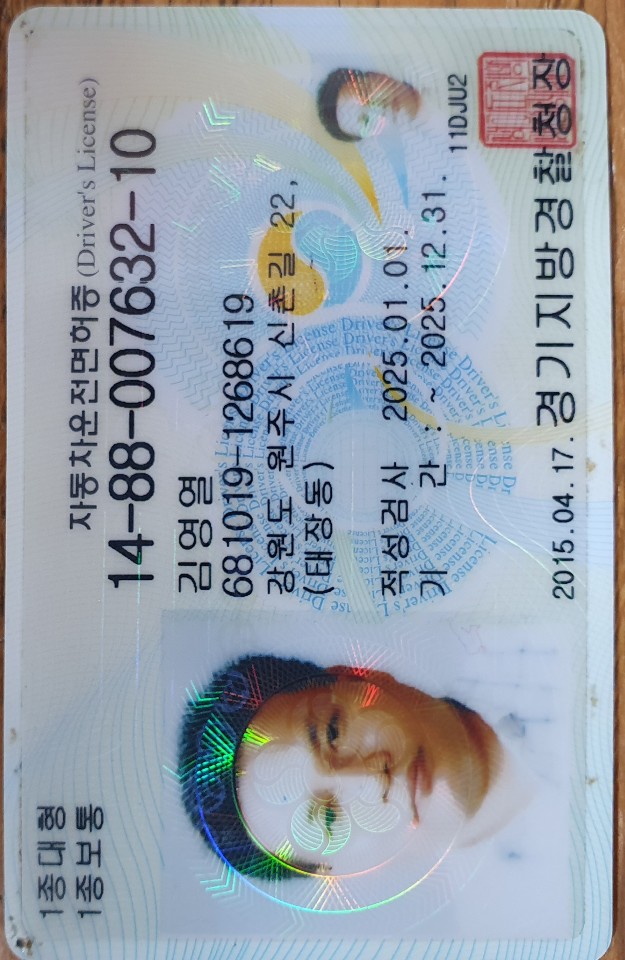 1종대형
1종보통
자동차운전면허증 (Driver's License)
14-88-007632-10
김영열
681019-1268619
강원도 원주시 신촌길 22,
(태장동)
적성검사 2025.01.01.
기 간 : ~ 2025.12.31.
11DJU2
2015.04.17. 경기지방경찰청장